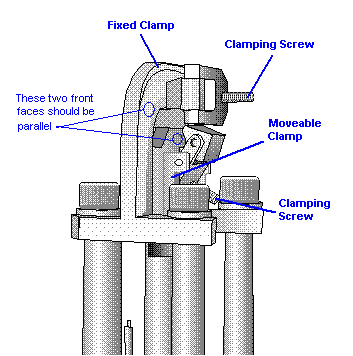 Fixed Clamp
Clamping Screw
These two front
faces should be
parallel
Moveable
Clamp
Clamping
Screw